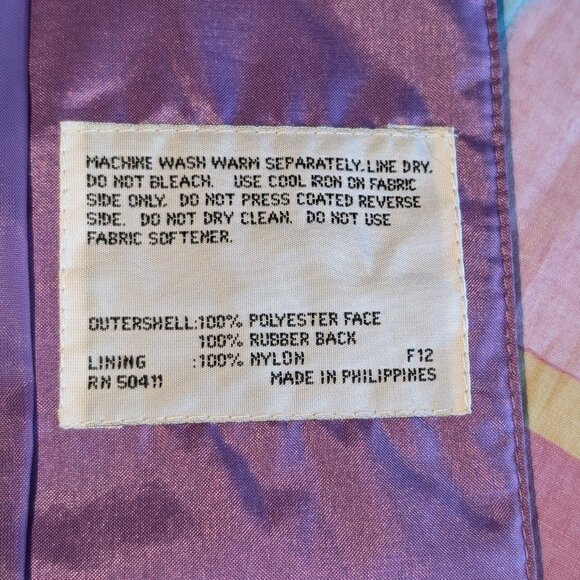 MACHINE WASH WARM SEPARATELY. LINE DRY.
DO NOT BLEACH. USE COOL IRON ON FABRIC
SIDE ONLY. DO NOT PRESS COATED REVERSE
SIDE. DO NOT DRY CLEAN. DO NOT USE
FABRIC SOFTENER.
OUTERSHELL:100% POLYESTER FACE
100% RUBBER BACK
LINING :100% NYLON F12
RN 50411 MADE IN PHILIPPINES